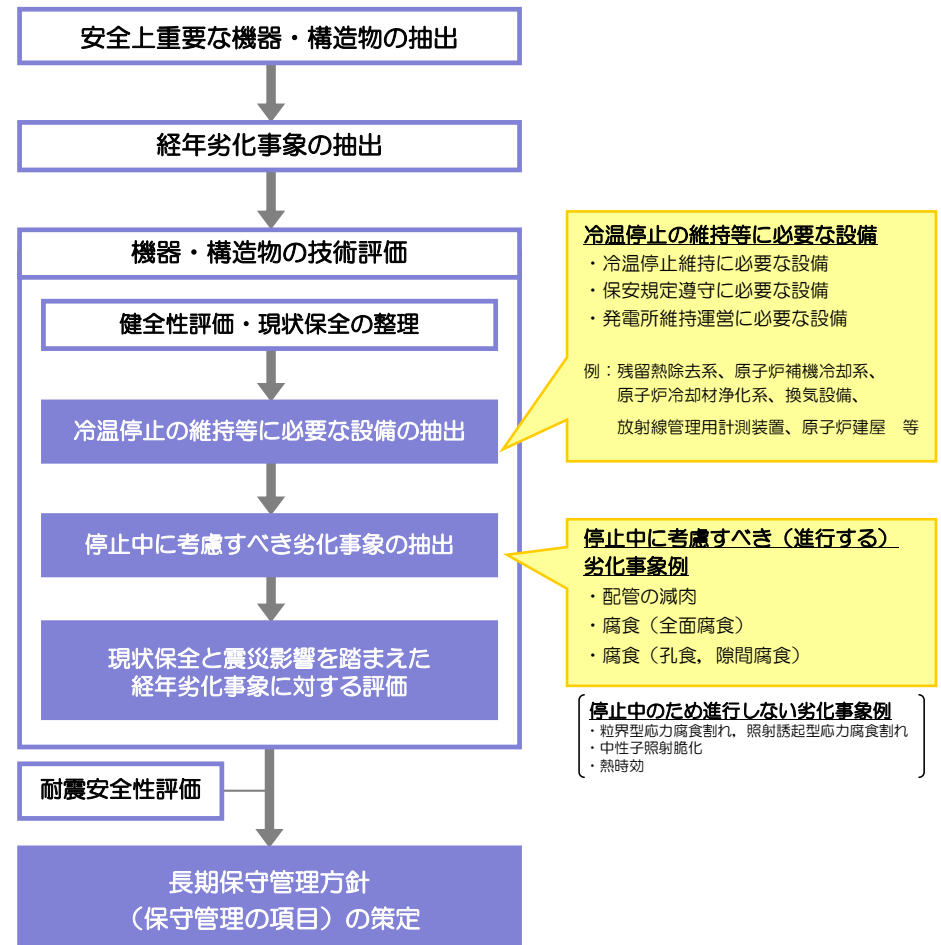 安全上重要な機器・構造物の抽出
経年劣化事象の抽出
機器・構造物の技術評価
健全性評価・現状保全の整理
冷温停止の維持等に必要な設備の抽出
停止中に考慮すべき劣化事象の抽出
現状保全と震災影響を踏まえた
経年劣化事象に対する評価
冷温停止の維持等に必要な設備
・冷温停止維持に必要な設備
・保安規定遵守に必要な設備
・発電所維持運営に必要な設備
例：残留熱除去系、原子炉補機冷却系、
原子炉冷却材浄化系、換気設備、
放射線管理用計測装置、原子炉建屋　等
停止中に考慮すべき（進行する）
劣化事象例
・配管の減肉
・腐食（全面腐食）
・腐食（孔食，隙間腐食）
停止中のため進行しない劣化事象例
・粒界型応力腐食割れ，照射誘起型応力腐食割れ
・中性子照射脆化
・熱時効
耐震安全性評価
長期保守管理方針
（保守管理の項目）の策定